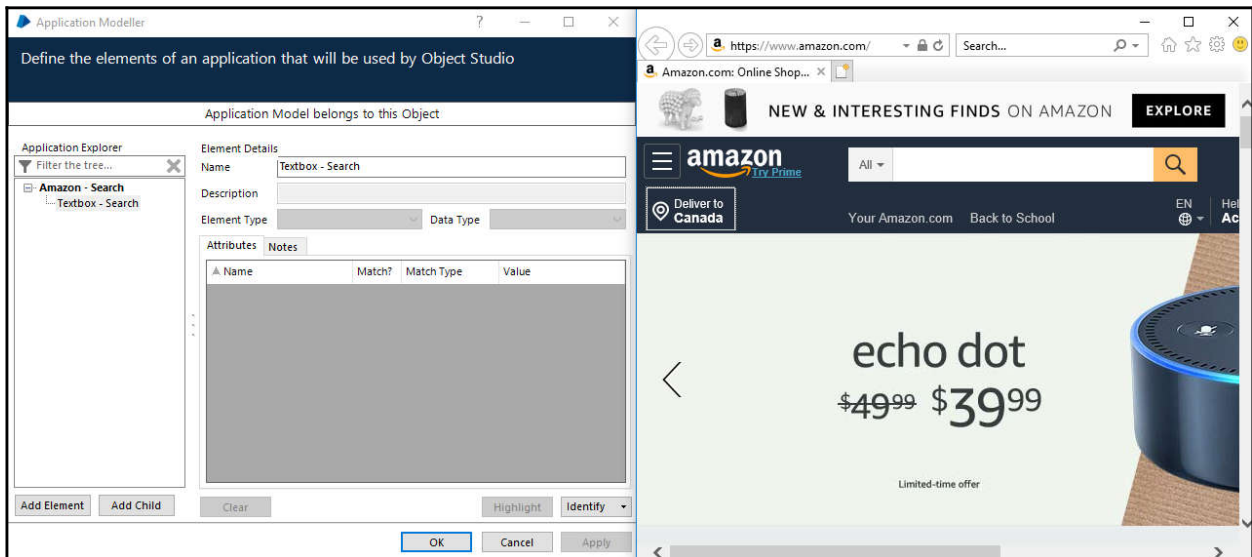 Application Modeller
Define the elements of an application that will be used by Object Studio
Application Model belongs to this Object
Application Explorer
Filter the tree...
Amazon - Search
Textbox - Search
Add Element Add Child
Element Details
Name Textbox - Search
Description
Element Type Data Type
Attributes Notes
Name Match? Match Type Value
Clear Highlight Identify
OK Cancel Apply
a https://www.amazon.com/ Search...
a Amazon.com: Online Shop...
NEW & INTERESTING FINDS ON AMAZON EXPLORE
amazon
Try Prime
All
Deliver to
Canada
Your Amazon.com Back to School
EN Hel
Ac
echo dot
$4999 $3999
Limited-time offer